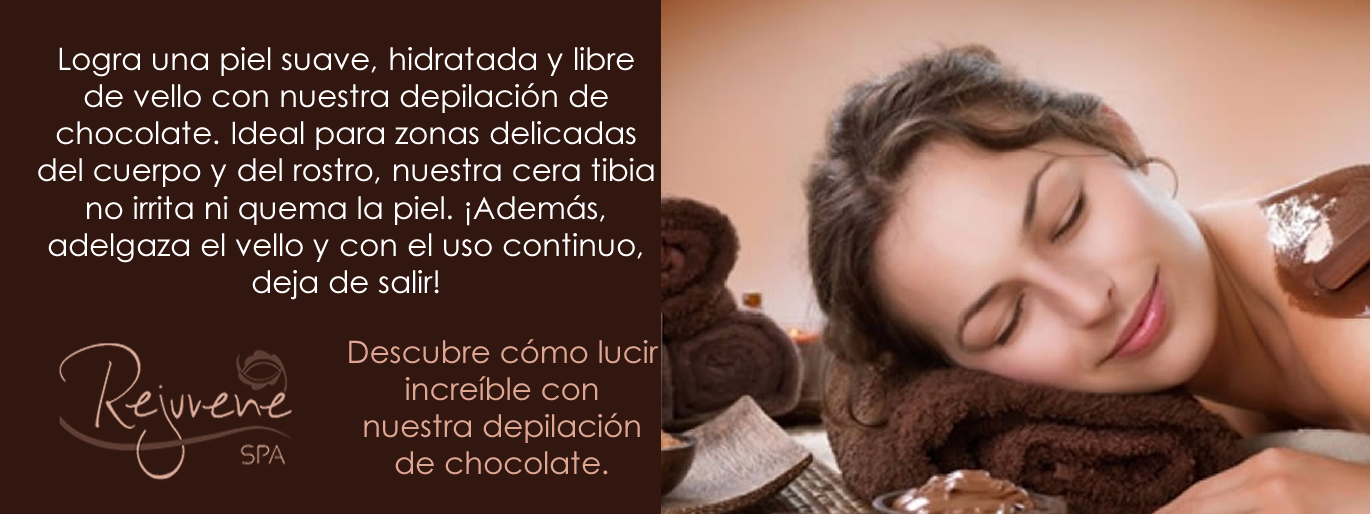 Logra una piel suave, hidratada y libre
de vello con nuestra depilación de
chocolate. Ideal para zonas delicadas
del cuerpo y del rostro, nuestra cera tibia
no irrita ni quema la piel. ¡Además,
adelgaza el vello y con el uso continuo,
deja de salir!
Rejuvene
SPA
Descubre cómo lucir
increíble con
nuestra depilación
de chocolate.